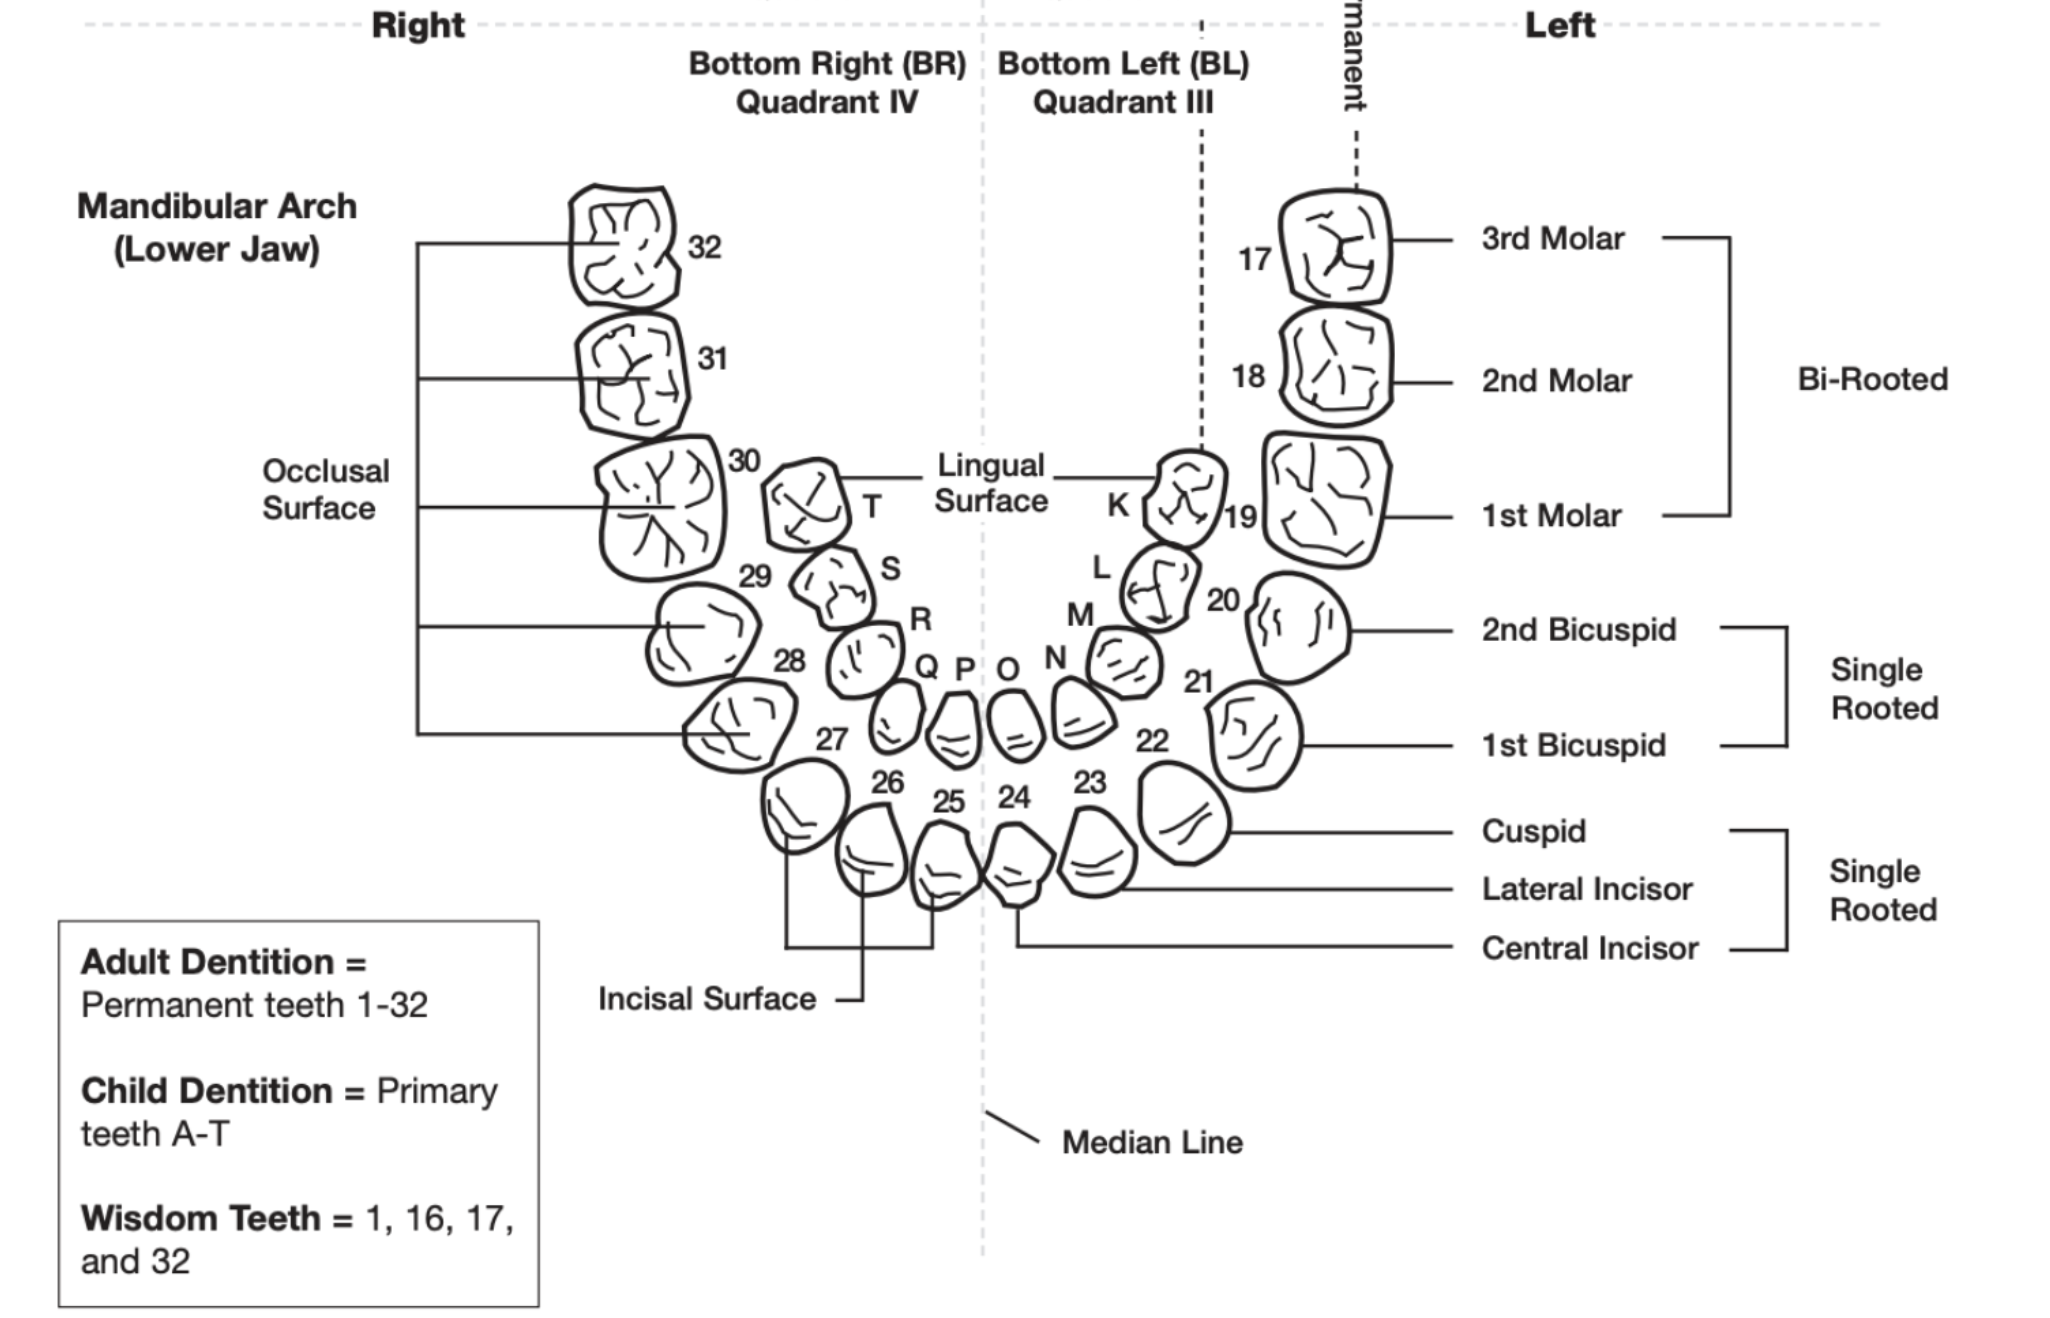 Right
Left
rmanent
Bottom Right (BR)
Quadrant IV
Bottom Left (BL)
Quadrant III
Mandibular Arch
(Lower Jaw)
32
31
30
29
28
27
26
25
24
23
22
21
20
19
18
17
T
S
R
Q
P
O
N
M
L
K
Lingual
Surface
Occlusal
Surface
3rd Molar
2nd Molar
1st Molar
Bi-Rooted
2nd Bicuspid
1st Bicuspid
Single
Rooted
Cuspid
Lateral Incisor
Central Incisor
Single
Rooted
Incisal Surface
Median Line
Adult Dentition =
Permanent teeth 1-32
Child Dentition = Primary
teeth A-T
Wisdom Teeth = 1, 16, 17,
and 32